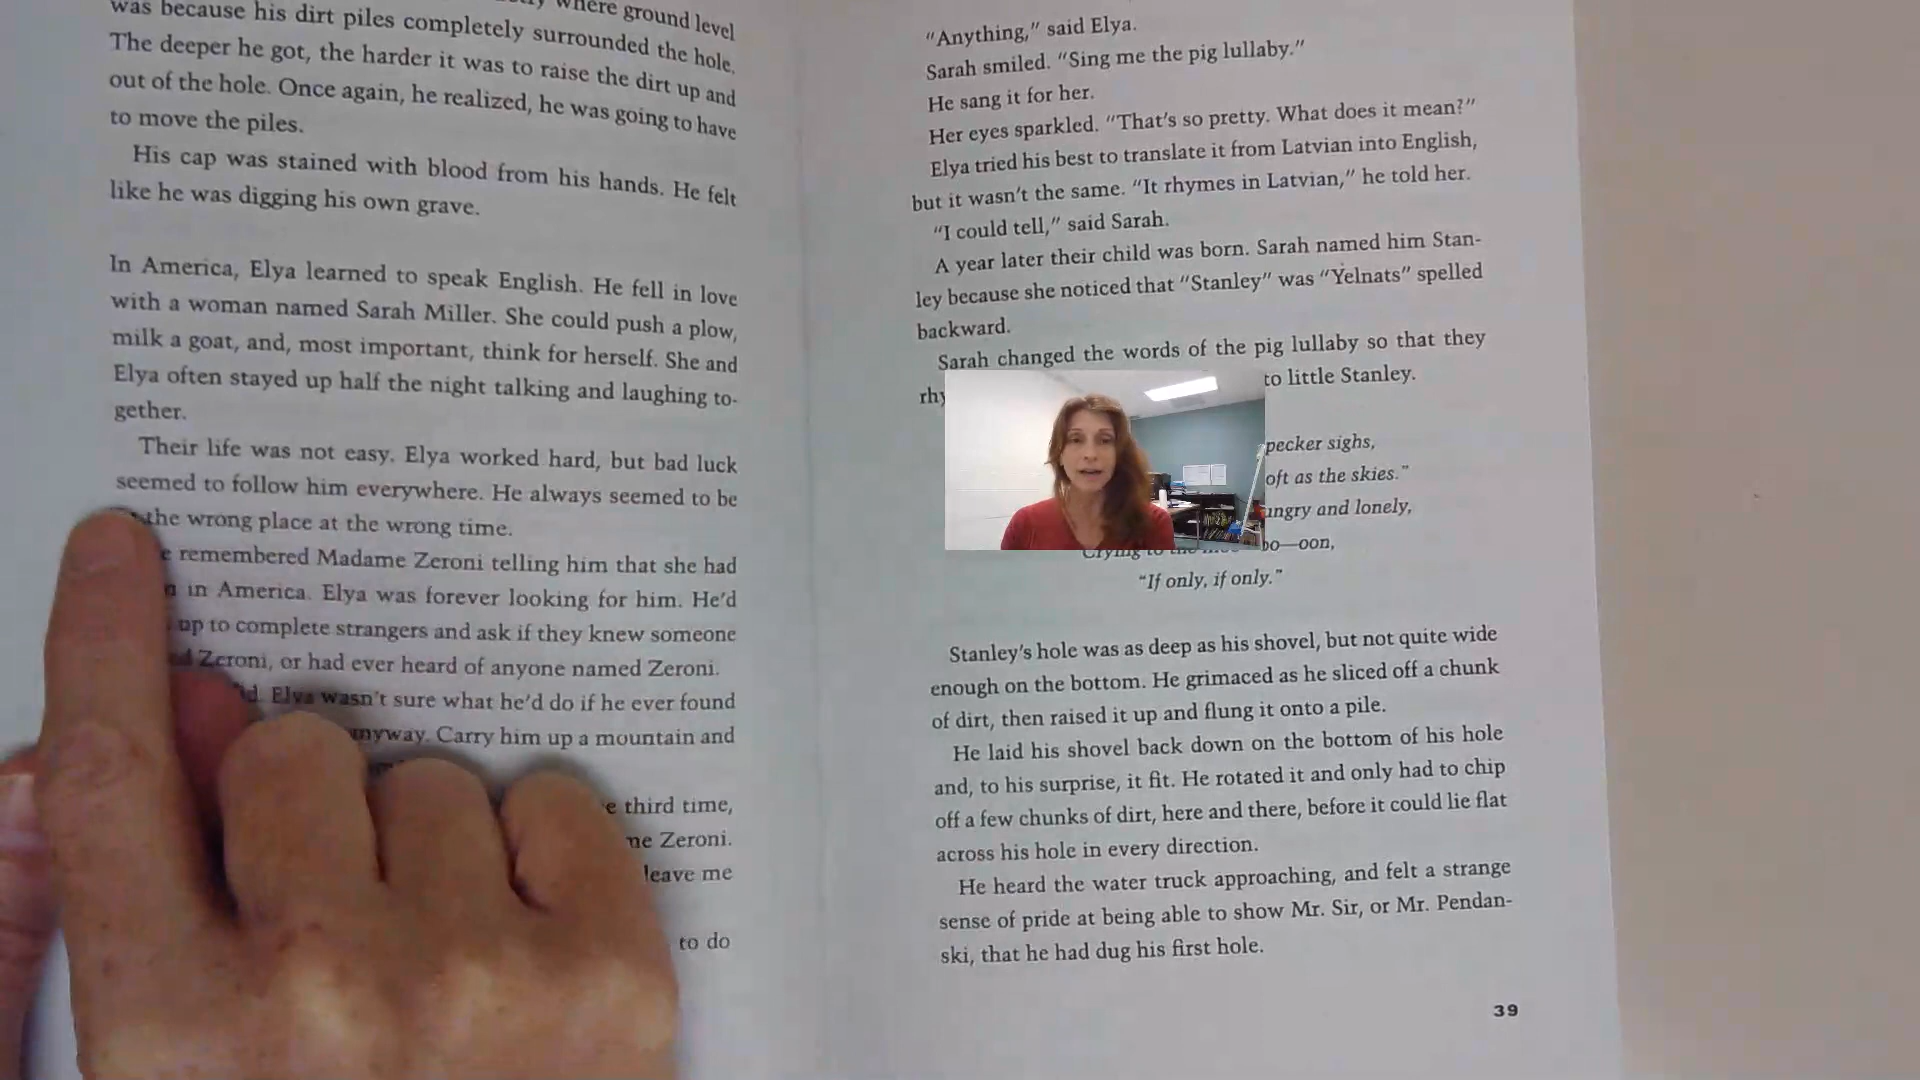 where ground level
was because his dirt piles completely surrounded the hole.
The deeper he got, the harder it was to raise the dirt up and
out of the hole. Once again, he realized, he was going to have
to move the piles.
His cap was stained with blood from his hands. He felt
like he was digging his own grave.
In America, Elya learned to speak English. He fell in love
with a woman named Sarah Miller. She could push a plow,
milk a goat, and, most important, think for herself. She and
Elya often stayed up half the night talking and laughing to-
gether.
Their life was not easy. Elya worked hard, but bad luck
seemed to follow him everywhere. He always seemed to be
the wrong place at the wrong time.
remembered Madame Zeroni telling him that she had
in America. Elya was forever looking for him. He'd
up to complete strangers and ask if they knew someone
Zeroni, or had ever heard of anyone named Zeroni.
Elya wasn't sure what he'd do if he ever found
anyway. Carry him up a mountain and
third time,
Zeroni.
leave me
to do
"Anything," said Elya.
Sarah smiled. "Sing me the pig lullaby."
He sang it for her.
Her eyes sparkled. "That's so pretty. What does it mean?"
Elya tried his best to translate it from Latvian into English,
but it wasn't the same. "It rhymes in Latvian," he told her.
"I could tell," said Sarah.
A year later their child was born. Sarah named him Stan-
ley because she noticed that "Stanley" was "Yelnats" spelled
backward.
Sarah changed the words of the pig lullaby so that they
to little Stanley.
pecker sighs,
oft as the skies."
and lonely,
Crying to the
oo—oon,
"If only, if only."
Stanley's hole was as deep as his shovel, but not quite wide
enough on the bottom. He grimaced as he sliced off a chunk
of dirt, then raised it up and flung it onto a pile.
He laid his shovel back down on the bottom of his hole
and, to his surprise, it fit. He rotated it and only had to chip
off a few chunks of dirt, here and there, before it could lie flat
across his hole in every direction.
He heard the water truck approaching, and felt a strange
sense of pride at being able to show Mr. Sir, or Mr. Pendan-
ski, that he had dug his first hole.
39